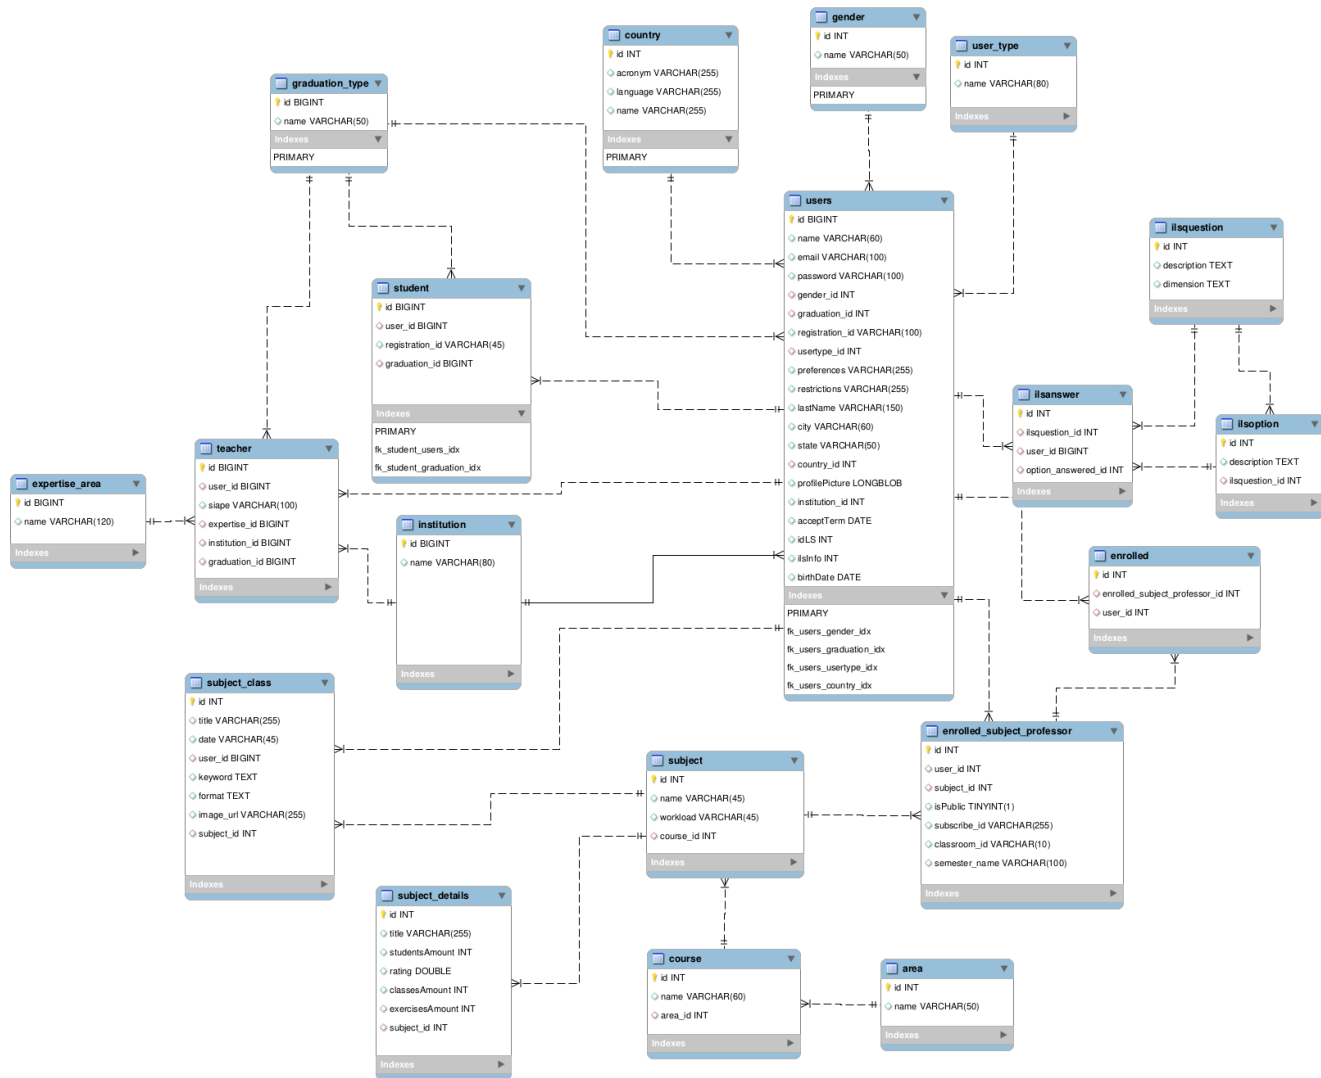 gender
id INT
name VARCHAR(50)
Indexes
PRIMARY
country
id INT
acronym VARCHAR(255)
language VARCHAR(255)
name VARCHAR(255)
Indexes
PRIMARY
user_type
id INT
name VARCHAR(80)
Indexes
graduation_type
id BIGINT
name VARCHAR(50)
Indexes
PRIMARY
users
id BIGINT
name VARCHAR(60)
email VARCHAR(100)
password VARCHAR(100)
gender_id INT
graduation_id INT
registration_id VARCHAR(100)
usertype_id INT
preferences VARCHAR(255)
restrictions VARCHAR(255)
lastName VARCHAR(150)
city VARCHAR(60)
state VARCHAR(50)
country_id INT
profilePicture LONGBLOB
institution_id INT
acceptTerm DATE
idLS INT
ilsInfo INT
birthDate DATE
Indexes
PRIMARY
fk_users_gender_idx
fk_users_graduation_idx
fk_users_usertype_idx
fk_users_country_idx
ilsquestion
id INT
description TEXT
dimension TEXT
Indexes
student
id BIGINT
user_id BIGINT
registration_id VARCHAR(45)
graduation_id BIGINT
Indexes
PRIMARY
fk_student_users_idx
fk_student_graduation_idx
ilsanswer
id INT
ilsquestion_id INT
user_id BIGINT
option_answered_id INT
Indexes
ilsoption
id INT
description TEXT
ilsquestion_id INT
Indexes
teacher
id BIGINT
user_id BIGINT
siape VARCHAR(100)
expertise_id BIGINT
institution_id BIGINT
graduation_id BIGINT
Indexes
expertise_area
id BIGINT
name VARCHAR(120)
Indexes
institution
id BIGINT
name VARCHAR(80)
Indexes
enrolled
id INT
enrolled_subject_professor_id INT
user_id INT
Indexes
subject_class
id INT
title VARCHAR(255)
date VARCHAR(45)
user_id BIGINT
keyword TEXT
format TEXT
image_url VARCHAR(255)
subject_id INT
Indexes
enrolled_subject_professor
id INT
user_id INT
subject_id INT
isPublic TINYINT(1)
subscribe_id VARCHAR(255)
classroom_id VARCHAR(10)
semester_name VARCHAR(100)
Indexes
subject
id INT
name VARCHAR(45)
workload VARCHAR(45)
course_id INT
Indexes
subject_details
id INT
title VARCHAR(255)
studentsAmount INT
rating DOUBLE
classesAmount INT
exercisesAmount INT
subject_id INT
Indexes
course
id INT
name VARCHAR(60)
area_id INT
Indexes
area
id INT
name VARCHAR(50)
Indexes